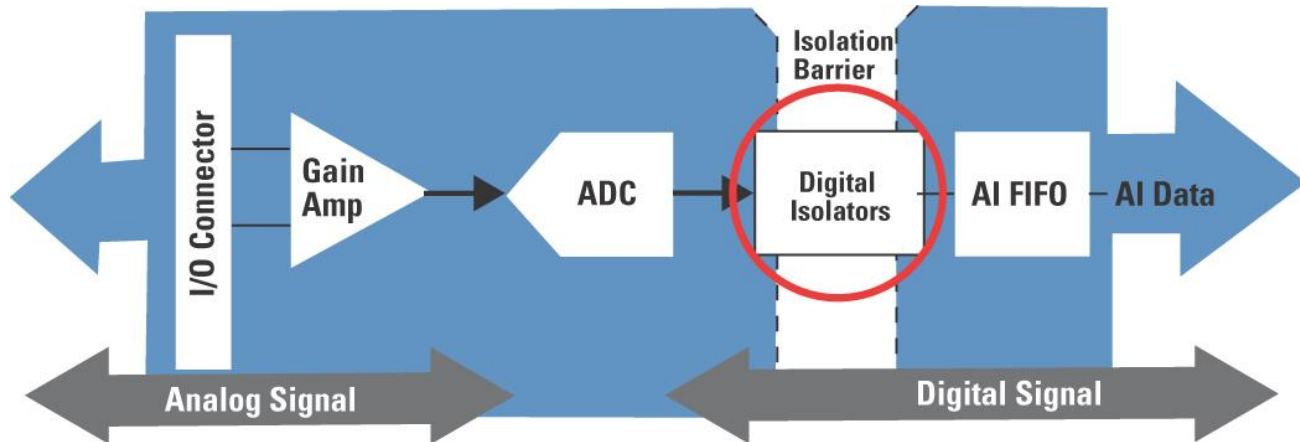 Isolation
Barrier
I/O Connector
Gain
Amp
ADC
Digital
Isolators
AI FIFO
AI Data
Analog Signal
Digital Signal